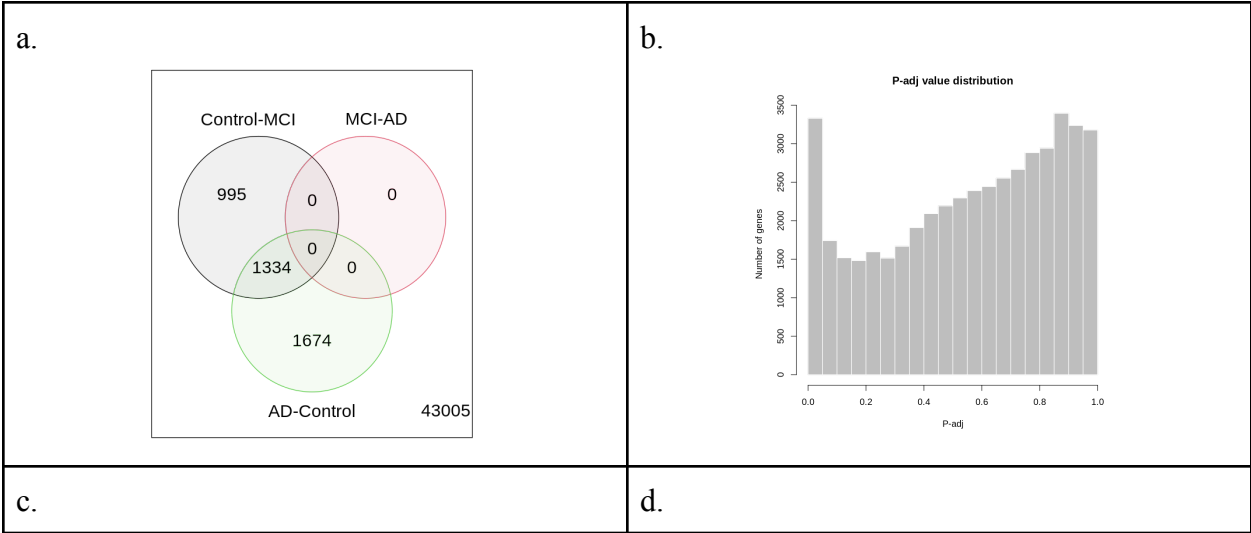 a.
Control-MCI MCI-AD
995 0 0
0
1334 0
1674
AD-Control 43005
b.
P-adj value distribution
Number of genes
3500
3000
2500
2000
1500
1000
500
0
0.0 0.2 0.4 0.6 0.8 1.0
P-adj
c.
d.